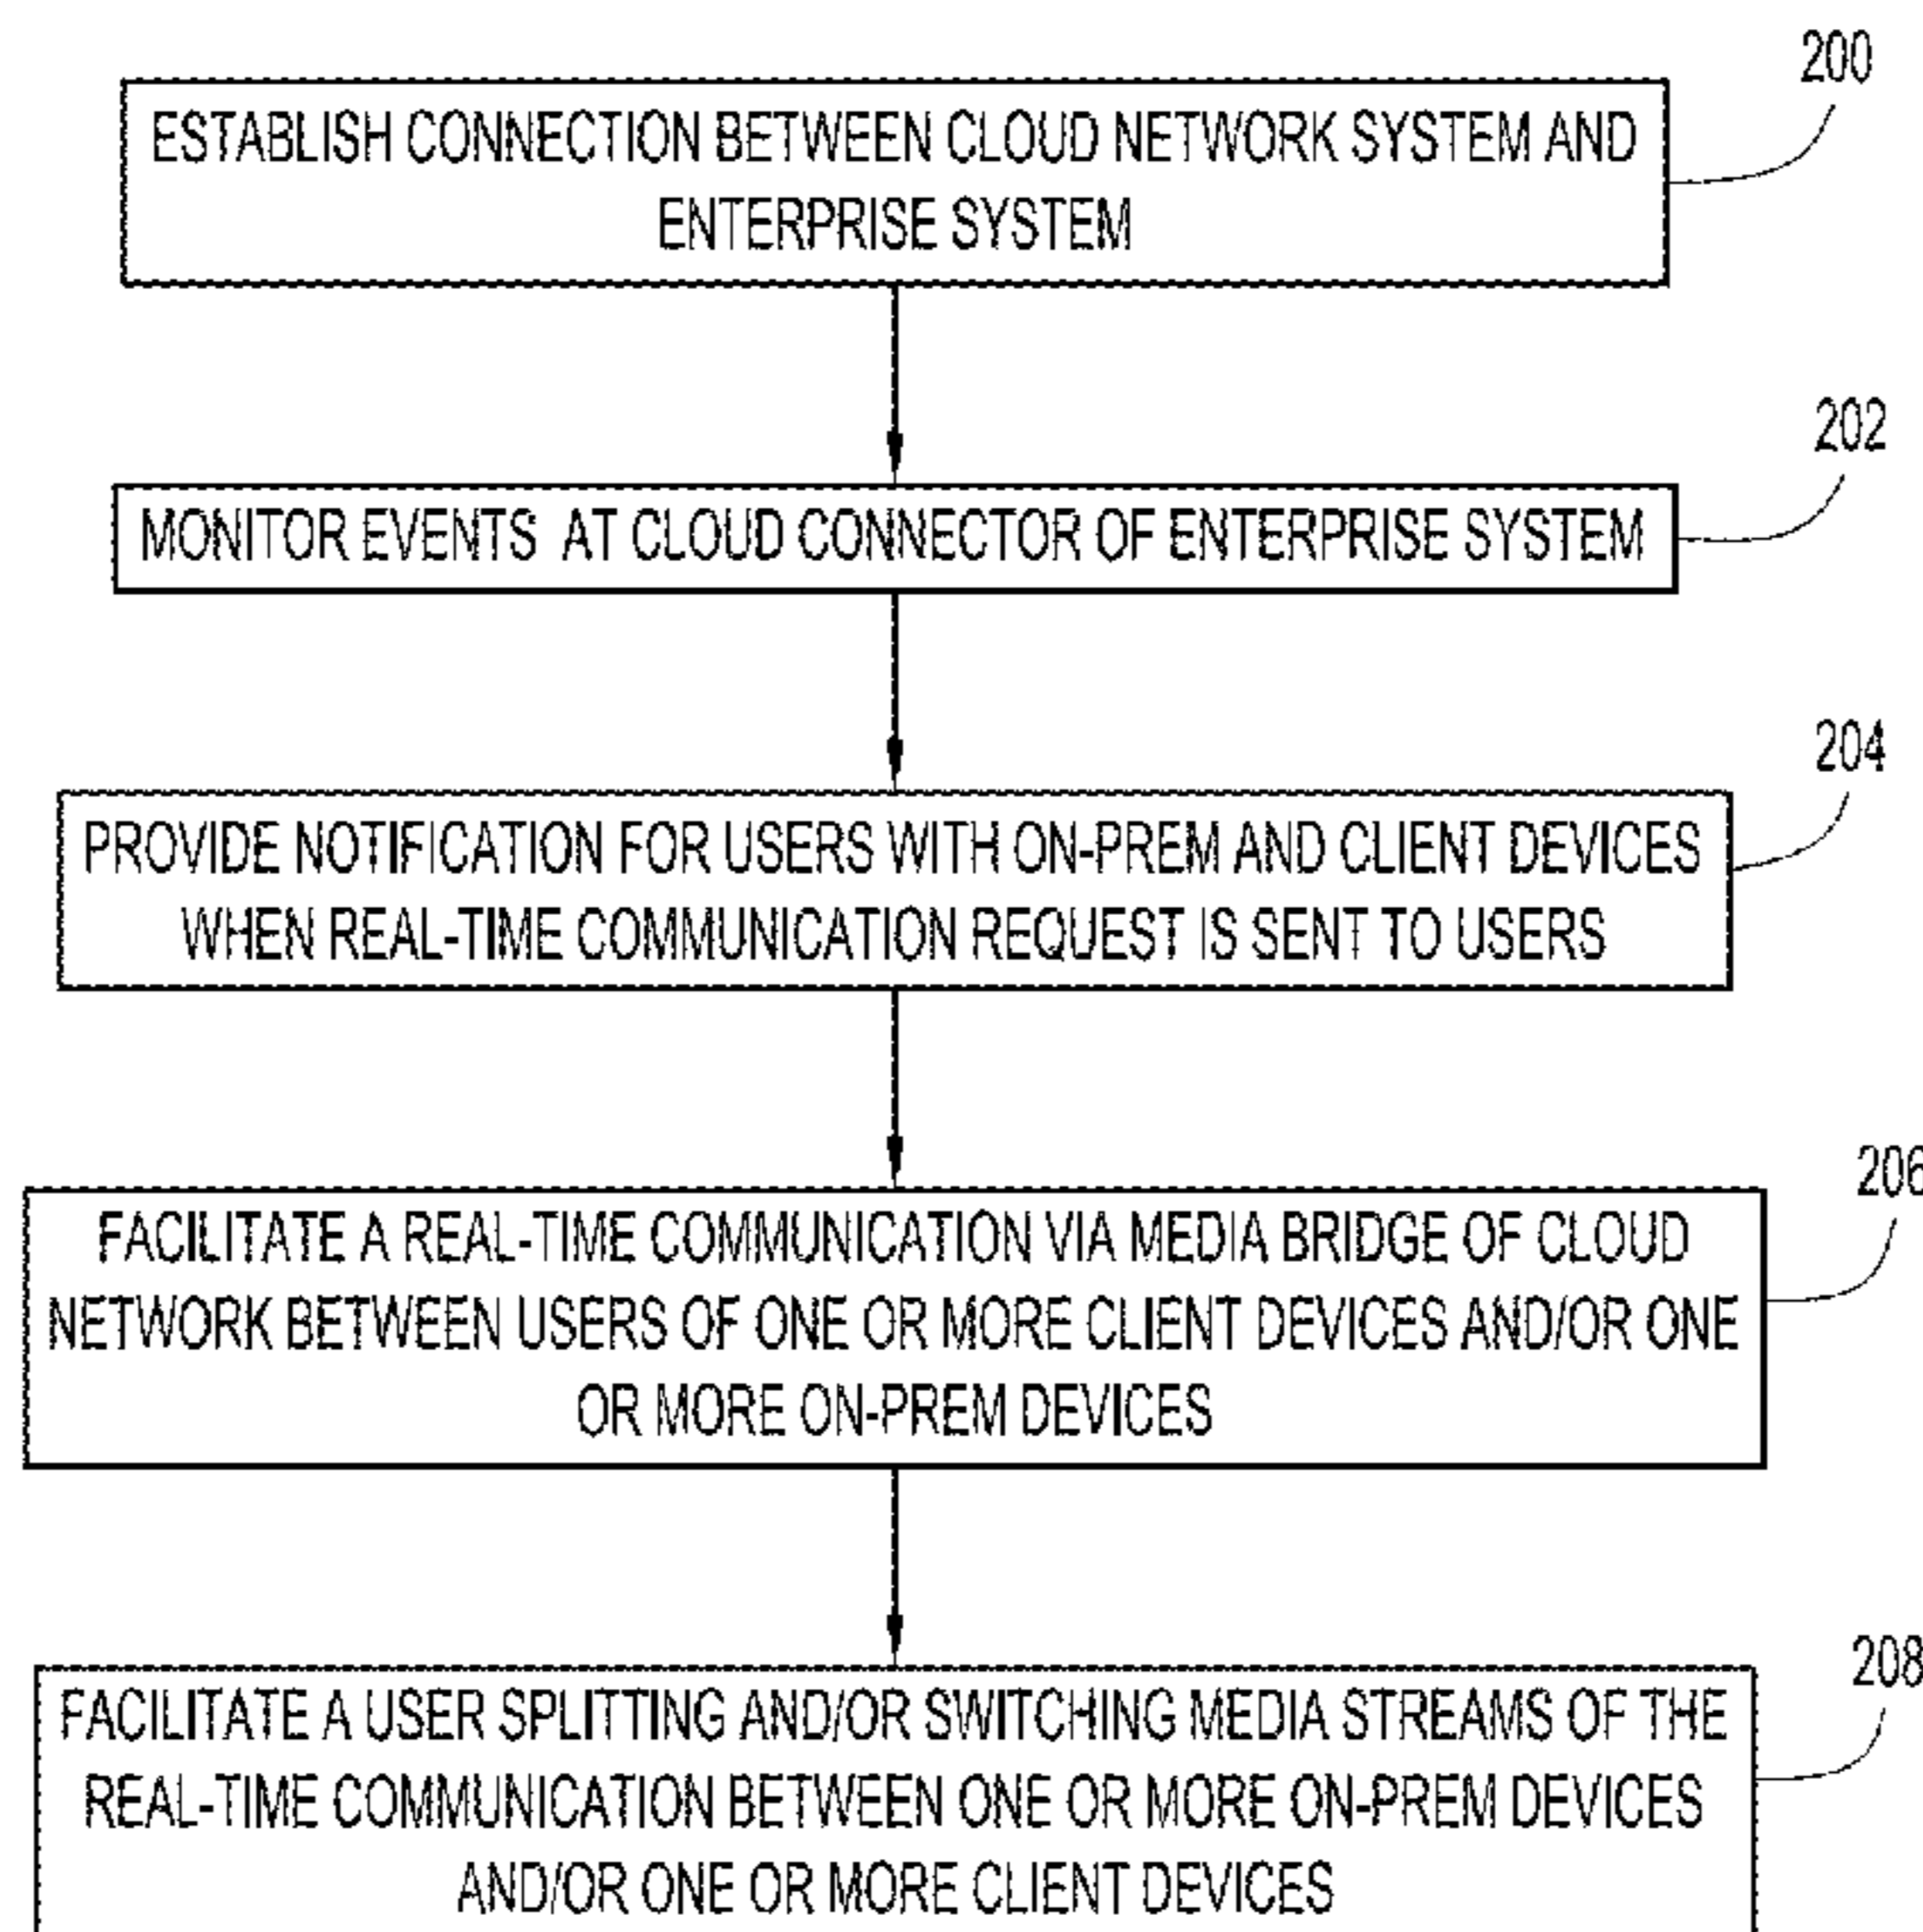 200
ESTABLISH CONNECTION BETWEEN CLOUD NETWORK SYSTEM AND
ENTERPRISE SYSTEM
202
MONITOR EVENTS AT CLOUD CONNECTOR OF ENTERPRISE SYSTEM
204
PROVIDE NOTIFICATION FOR USERS WITH ON-PREM AND CLIENT DEVICES
WHEN REAL-TIME COMMUNICATION REQUEST IS SENT TO USERS
206
FACILITATE A REAL-TIME COMMUNICATION VIA MEDIA BRIDGE OF CLOUD
NETWORK BETWEEN USERS OF ONE OR MORE CLIENT DEVICES AND/OR ONE
OR MORE ON-PREM DEVICES
208
FACILITATE A USER SPLITTING AND/OR SWITCHING MEDIA STREAMS OF THE
REAL-TIME COMMUNICATION BETWEEN ONE OR MORE ON-PREM DEVICES
AND/OR ONE OR MORE CLIENT DEVICES